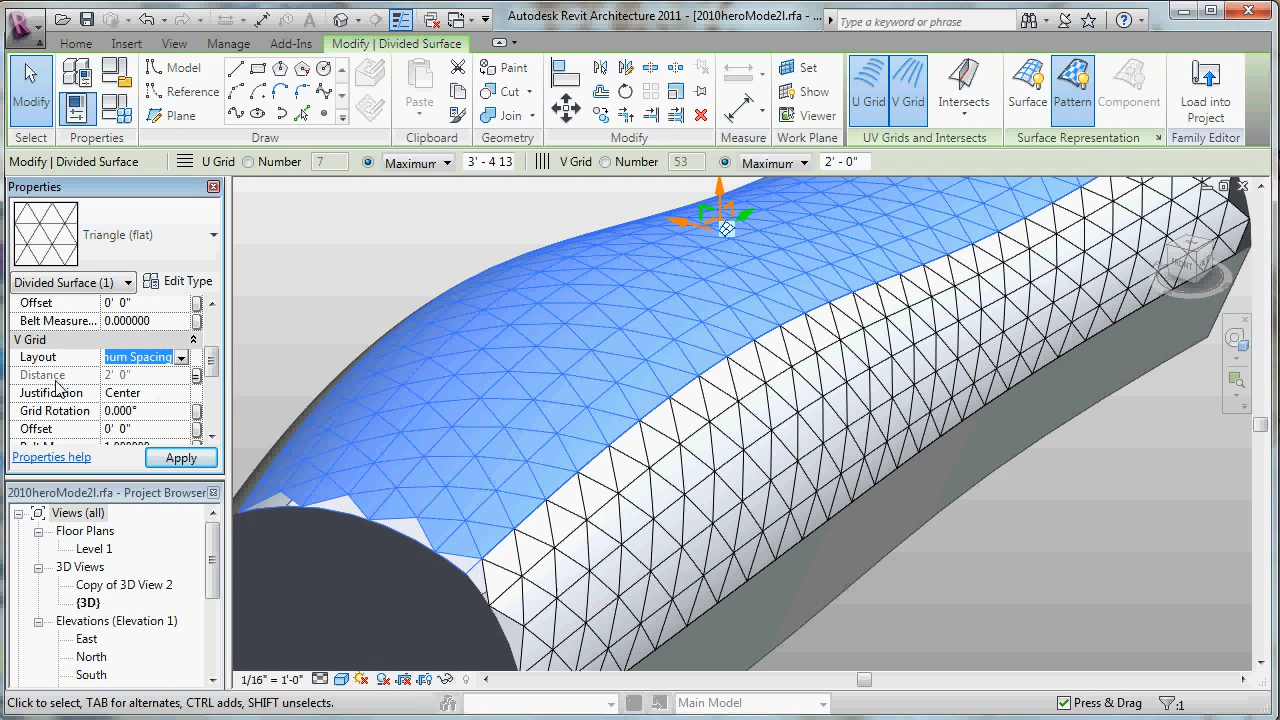 Autodesk Revit Architecture 2011 - [2010heroMode2I.rfa - ...
Type a keyword or phrase
Home Insert View Manage Add-Ins Modify | Divided Surface
Modify Model Reference Plane Paste Paint Cut Join Set Show Viewer U Grid V Grid Intersects Surface Pattern Component Load into Project
Select Properties Draw Clipboard Geometry Modify Measure Work Plane UV Grids and Intersects Surface Representation Family Editor
Modify | Divided Surface U Grid Number 7 Maximum 3' - 4 13 V Grid Number 53 Maximum 2' - 0"
Properties
Triangle (flat)
Divided Surface (1) Edit Type
Offset 0' 0"
Belt Measure... 0.000000
V Grid
Layout num Spacing
Distance 2' 0"
Justification Center
Grid Rotation 0.000°
Offset 0' 0"
Properties help Apply
2010heroMode2I.rfa - Project Browser
Views (all)
Floor Plans
Level 1
3D Views
Copy of 3D View 2
{3D}
Elevations (Elevation 1)
East
North
South
FRONT
1/16" = 1'-0"
Click to select, TAB for alternates, CTRL adds, SHIFT unselects. :0 Main Model Press & Drag :1